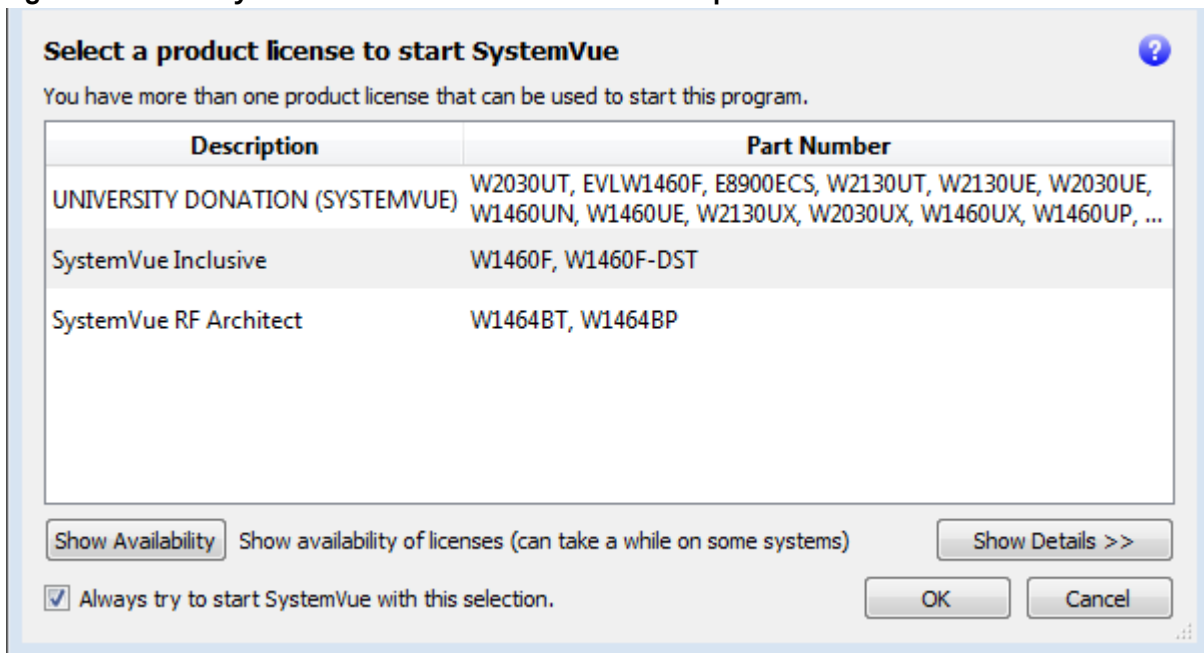 Select a product license to start SystemVue
?
You have more than one product license that can be used to start this program.
Description Part Number
UNIVERSITY DONATION (SYSTEMVUE) W2030UT, EVLW1460F, E8900ECS, W2130UT, W2130UE, W2030UE,
W1460UN, W1460UE, W2130UX, W2030UX, W1460UX, W1460UP, ...
SystemVue Inclusive W1460F, W1460F-DST
SystemVue RF Architect W1464BT, W1464BP
Show Availability Show availability of licenses (can take a while on some systems) Show Details >>
Always try to start SystemVue with this selection. OK Cancel